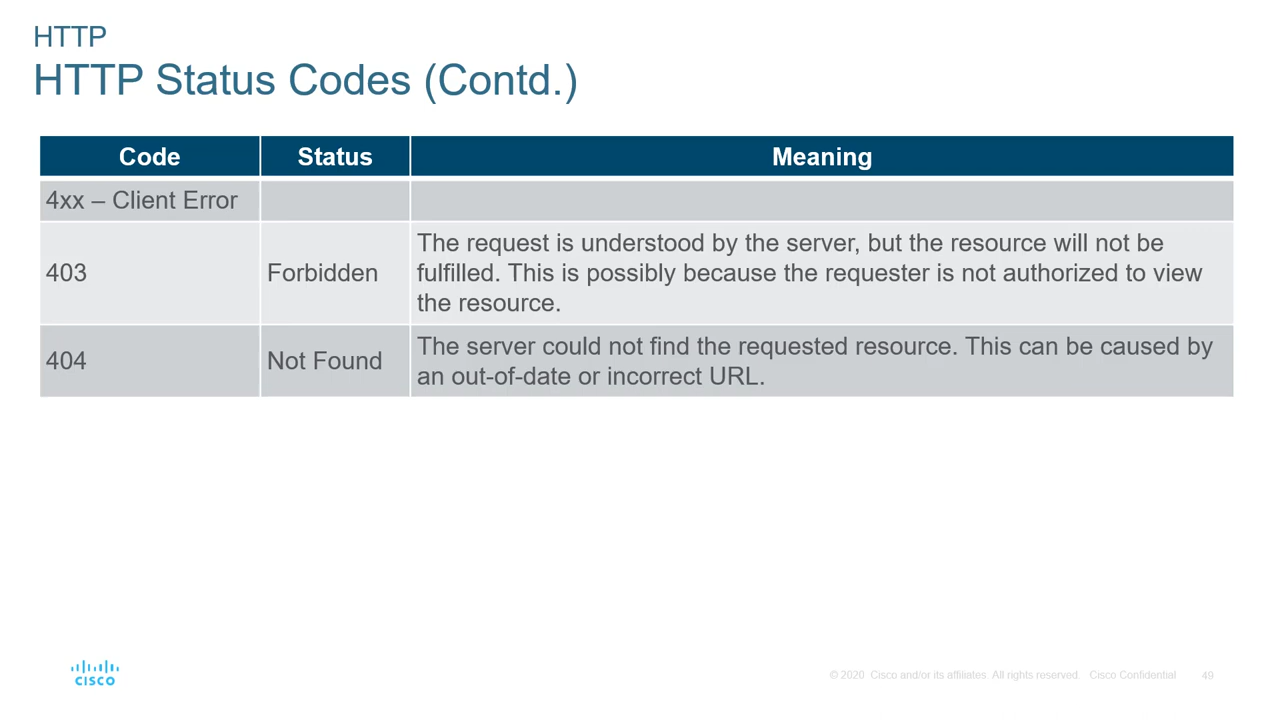 HTTP
HTTP Status Codes (Contd.)
Code Status Meaning
4xx – Client Error
403 Forbidden The request is understood by the server, but the resource will not be
fulfilled. This is possibly because the requester is not authorized to view
the resource.
404 Not Found The server could not find the requested resource. This can be caused by
an out-of-date or incorrect URL.
CISCO
© 2020 Cisco and/or its affiliates. All rights reserved. Cisco Confidential 49